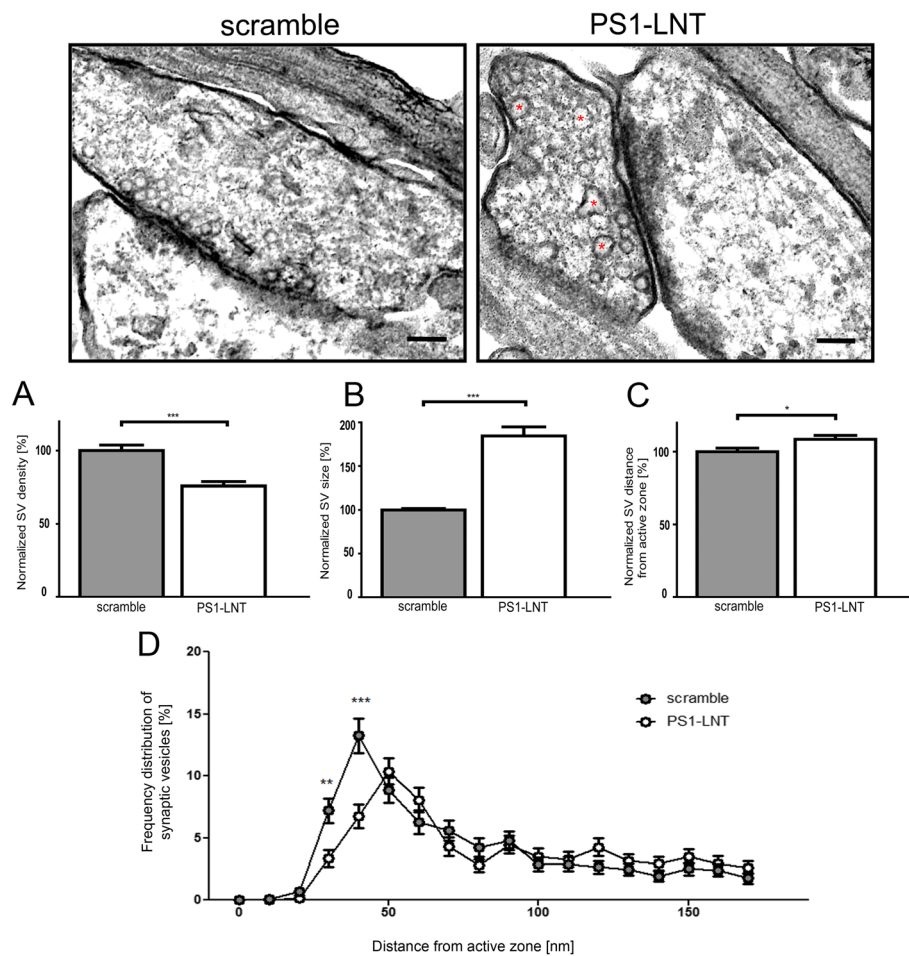 scramble PS1-LNT
* * * *
A B C
***
Normalized SV density [%]
100
50
0
scramble PS1-LNT
***
Normalized SV size [%]
200
150
100
50
0
scramble PS1-LNT
*
Normalized SV distance
from active zone [%]
100
50
0
scramble PS1-LNT
D
Frequency distribution of
synaptic vesicles [%]
20
15
10
5
0
**
***
scramble
PS1-LNT
0 50 100 150
Distance from active zone [nm]